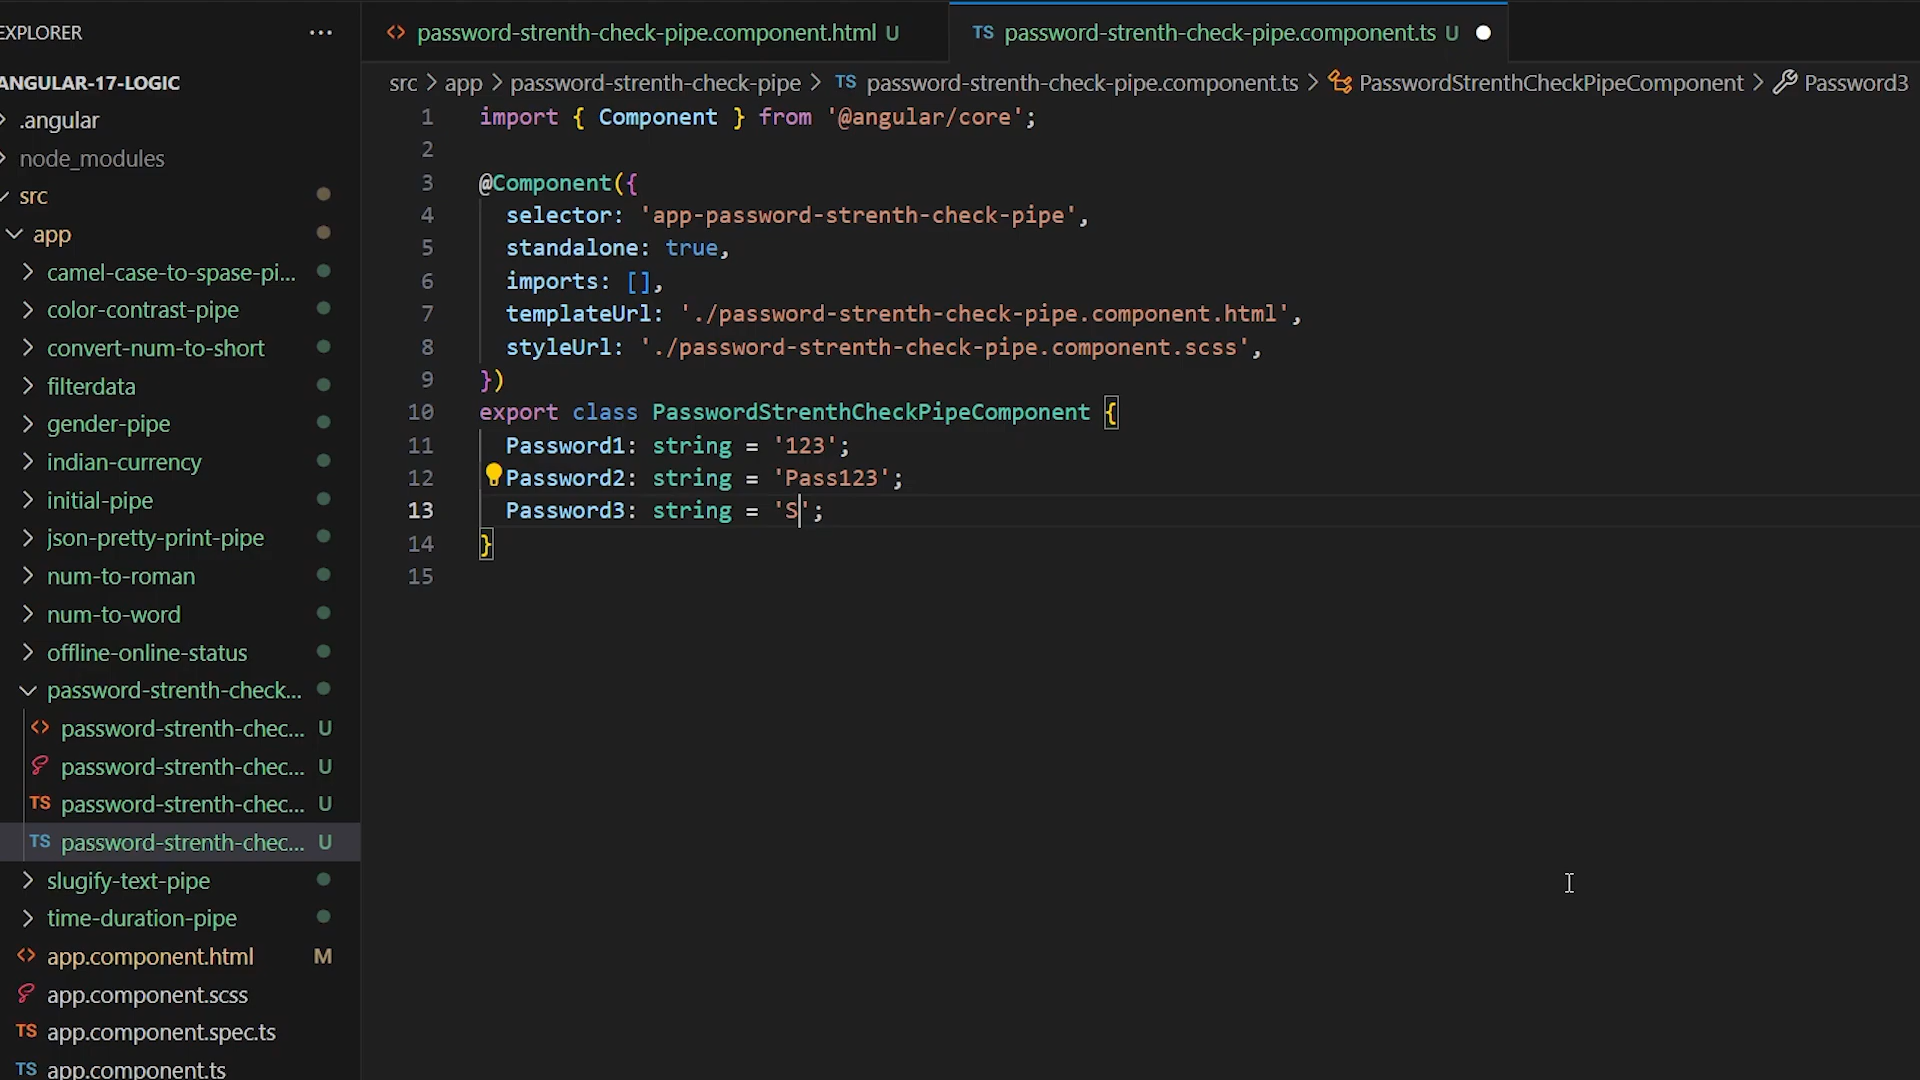 EXPLORER ...
ANGULAR-17-LOGIC
.angular
node_modules
src
app
camel-case-to-spase-pi...
color-contrast-pipe
convert-num-to-short
filterdata
gender-pipe
indian-currency
initial-pipe
json-pretty-print-pipe
num-to-roman
num-to-word
offline-online-status
password-strenth-check...
password-strenth-chec... U
password-strenth-chec... U
TS password-strenth-chec... U
TS password-strenth-chec... U
slugify-text-pipe
time-duration-pipe
app.component.html M
app.component.scss
TS app.component.spec.ts
TS app.component.ts
password-strenth-check-pipe.component.html U
TS password-strenth-check-pipe.component.ts U
src > app > password-strenth-check-pipe > TS password-strenth-check-pipe.component.ts > PasswordStrenthCheckPipeComponent > Password3
1 import { Component } from '@angular/core';
2
3 @Component({
4 selector: 'app-password-strenth-check-pipe',
5 standalone: true,
6 imports: [],
7 templateUrl: './password-strenth-check-pipe.component.html',
8 styleUrl: './password-strenth-check-pipe.component.scss',
9 })
10 export class PasswordStrenthCheckPipeComponent {
11 Password1: string = '123';
12 Password2: string = 'Pass123';
13 Password3: string = 'S';
14 }
15